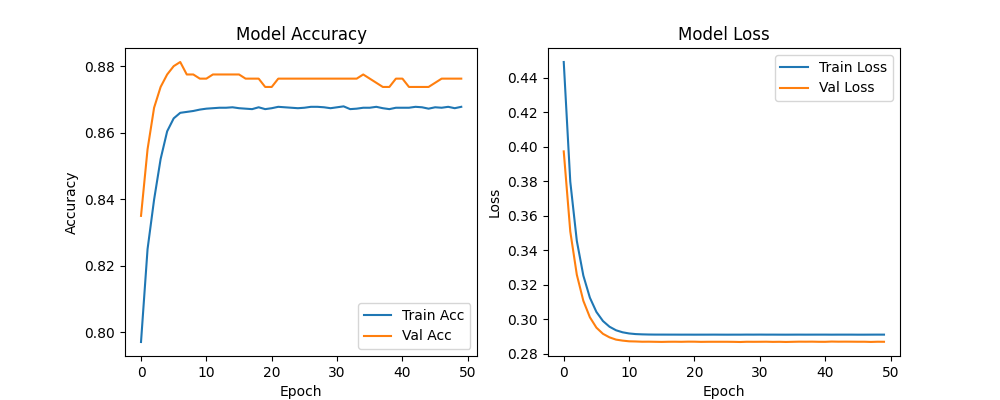 Model Accuracy
0.88
0.86
0.84
0.82
0.80
Accuracy
0 10 20 30 40 50
Epoch
Train Acc
Val Acc
Model Loss
0.44
0.42
0.40
0.38
0.36
0.34
0.32
0.30
0.28
Loss
0 10 20 30 40 50
Epoch
Train Loss
Val Loss